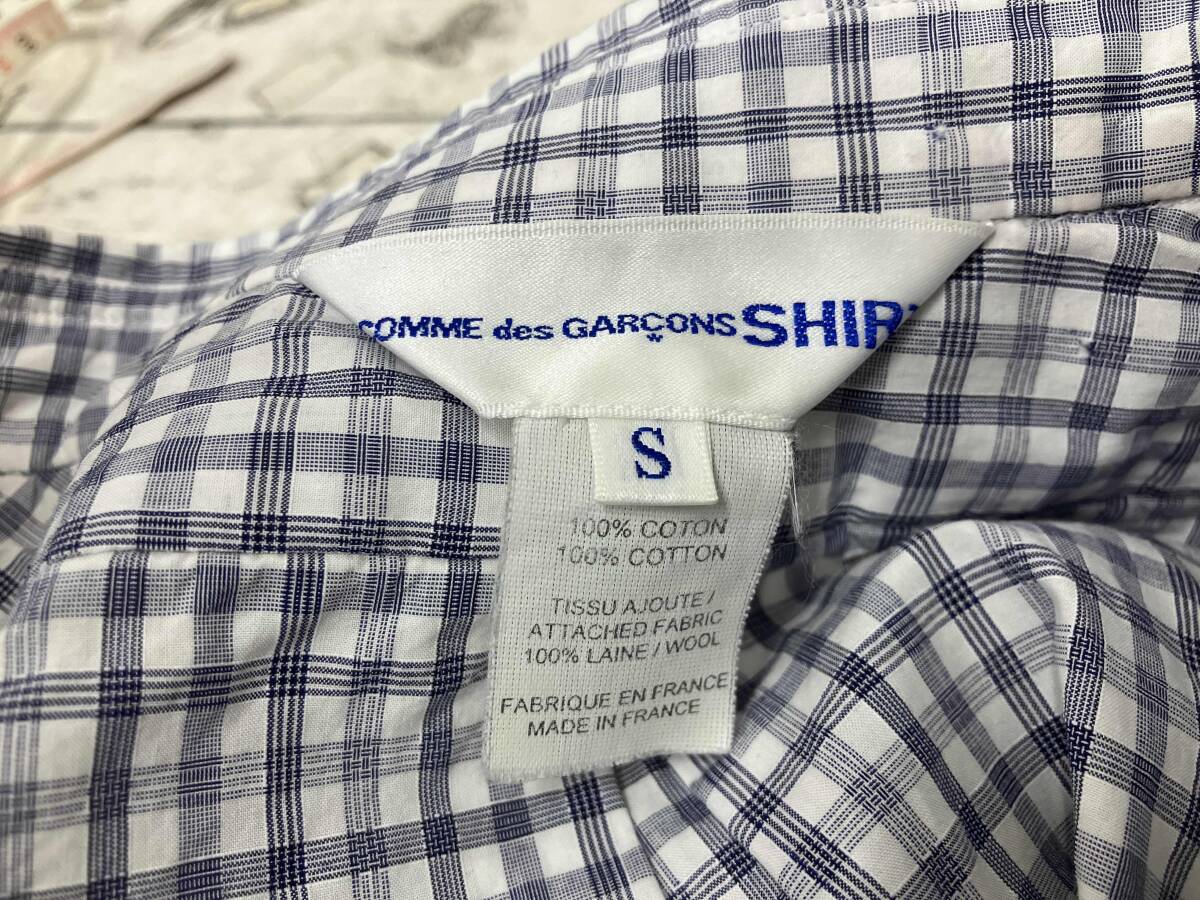 COMME des GARÇONS SHIRT
S
100% COTON
100% COTTON
TISSU AJOUTE /
ATTACHED FABRIC
100% LAINE / WOOL
FABRIQUE EN FRANCE
MADE IN FRANCE